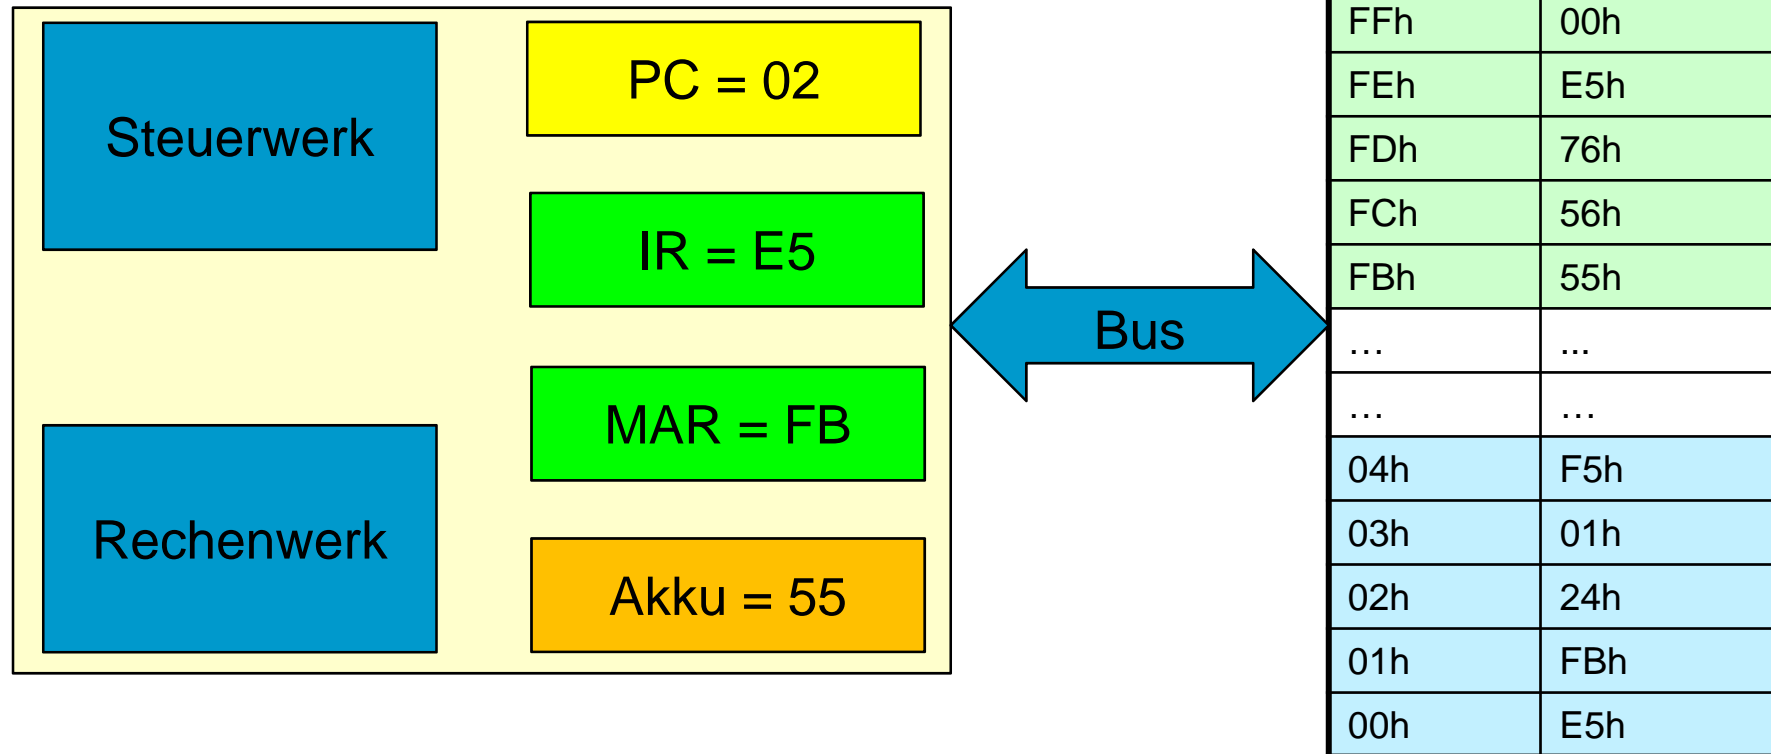 Steuerwerk
PC = 02
IR = E5
MAR = FB
Rechenwerk
Akku = 55
Bus
FFh 00h
FEh E5h
FDh 76h
FCh 56h
FBh 55h
… ...
… …
04h F5h
03h 01h
02h 24h
01h FBh
00h E5h